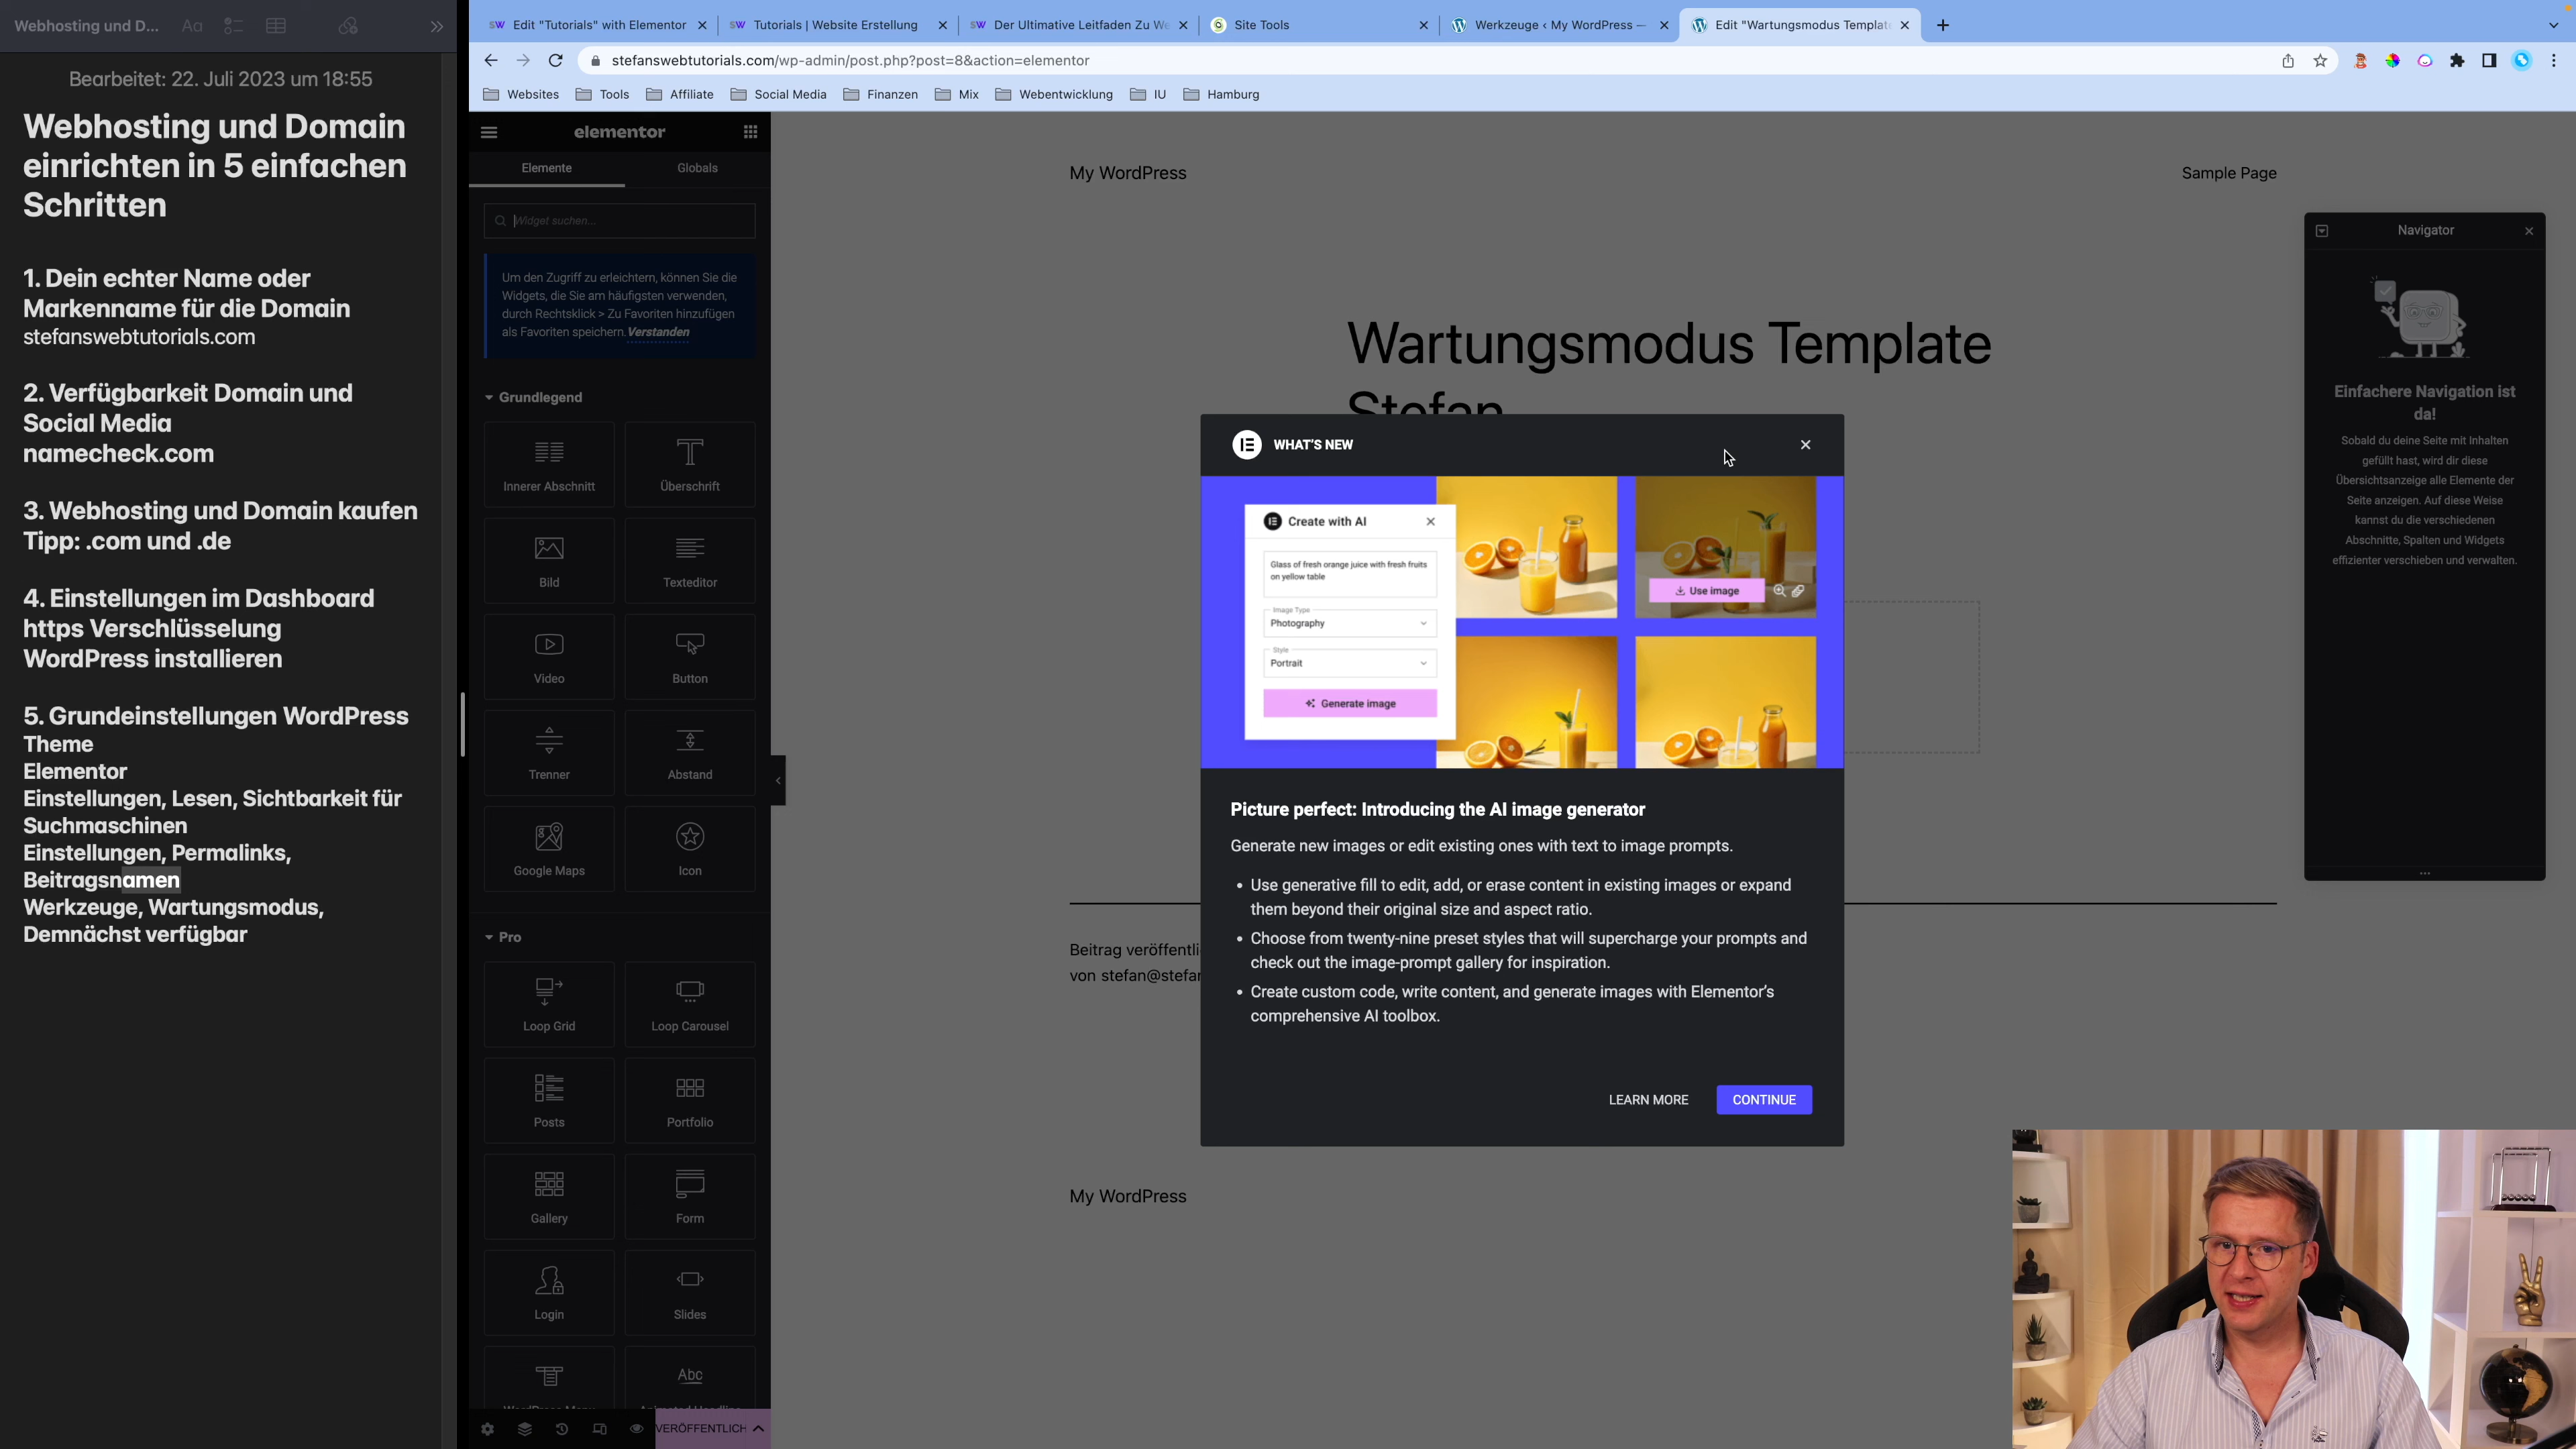 Webhosting und D...
Aa
Bearbeitet: 22. Juli 2023 um 18:55
Webhosting und Domain
einrichten in 5 einfachen
Schritten
1. Dein echter Name oder
Markenname für die Domain
stefanswebtutorials.com
2. Verfügbarkeit Domain und
Social Media
namecheck.com
3. Webhosting und Domain kaufen
Tipp: .com und .de
4. Einstellungen im Dashboard
https Verschlüsselung
WordPress installieren
5. Grundeinstellungen WordPress
Theme
Elementor
Einstellungen, Lesen, Sichtbarkeit für
Suchmaschinen
Einstellungen, Permalinks,
Beitragsnamen
Werkzeuge, Wartungsmodus,
Demnächst verfügbar
Edit "Tutorials" with Elementor
Tutorials | Website Erstellung
Der Ultimative Leitfaden Zu We
Site Tools
Werkzeuge ‹ My WordPress —
Edit "Wartungsmodus Template
stefanswebtutorials.com/wp-admin/post.php?post=8&action=elementor
Websites
Tools
Affiliate
Social Media
Finanzen
Mix
Webentwicklung
IU
Hamburg
elementor
Elemente
Globals
Widget suchen...
Um den Zugriff zu erleichtern, können Sie die
Widgets, die Sie am häufigsten verwenden,
durch Rechtsklick > Zu Favoriten hinzufügen
als Favoriten speichern. Verstanden
Grundlegend
Innerer Abschnitt
Überschrift
Bild
Texteditor
Video
Button
Trenner
Abstand
Google Maps
Icon
Pro
Loop Grid
Loop Carousel
Posts
Portfolio
Gallery
Form
Login
Slides
Abc
VERÖFFENTLICH
My WordPress
Sample Page
Wartungsmodus Template
Stefan
WHAT'S NEW
Create with AI
Glass of fresh orange juice with fresh fruits
on yellow table
Image Type
Photography
Style
Portrait
Generate image
Use image
Picture perfect: Introducing the AI image generator
Generate new images or edit existing ones with text to image prompts.
• Use generative fill to edit, add, or erase content in existing images or expand
them beyond their original size and aspect ratio.
• Choose from twenty-nine preset styles that will supercharge your prompts and
check out the image-prompt gallery for inspiration.
• Create custom code, write content, and generate images with Elementor's
comprehensive AI toolbox.
LEARN MORE
CONTINUE
Beitrag veröffentli
von stefan@stefan
My WordPress
Navigator
Einfachere Navigation ist
da!
Sobald du deine Seite mit Inhalten
gefüllt hast, wird dir diese
Übersichtsanzeige alle Elemente der
Seite anzeigen. Auf diese Weise
kannst du die verschiedenen
Abschnitte, Spalten und Widgets
effizienter verschieben und verwalten.